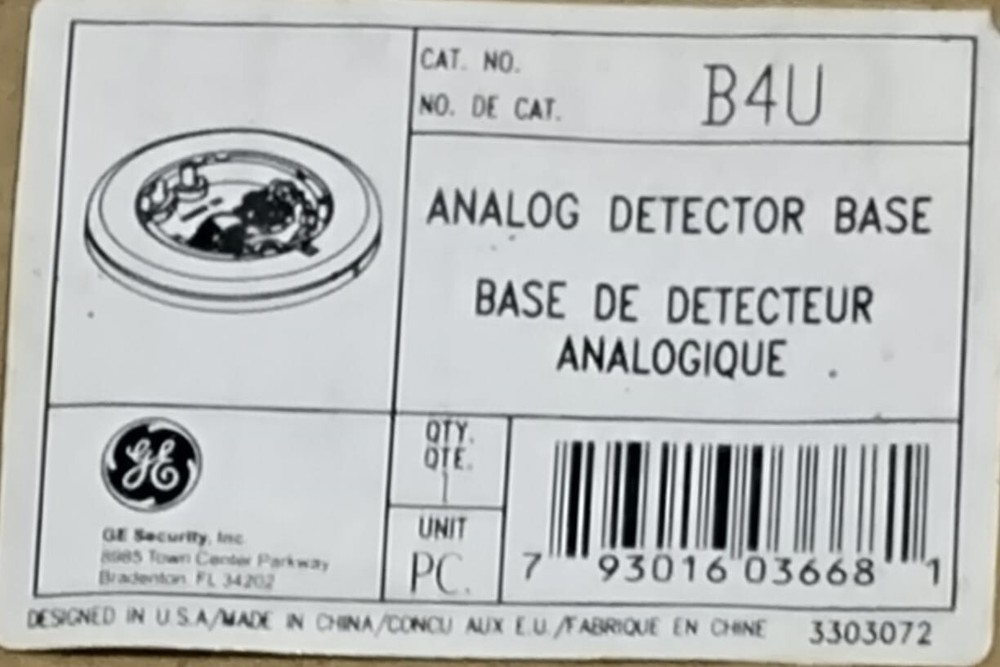 CAT. NO.
NO. DE CAT.
B4U
ANALOG DETECTOR BASE
BASE DE DETECTEUR
ANALOGIQUE
GE
GE Security, Inc.
8985 Town Center Parkway
Bradenton, FL 34202
QTY.
QTE.
1
UNIT
PC.
7 93016 03668 1
DESIGNED IN U.S.A/MADE IN CHINA/CONCU AUX E.U./FABRIQUE EN CHINE 3303072